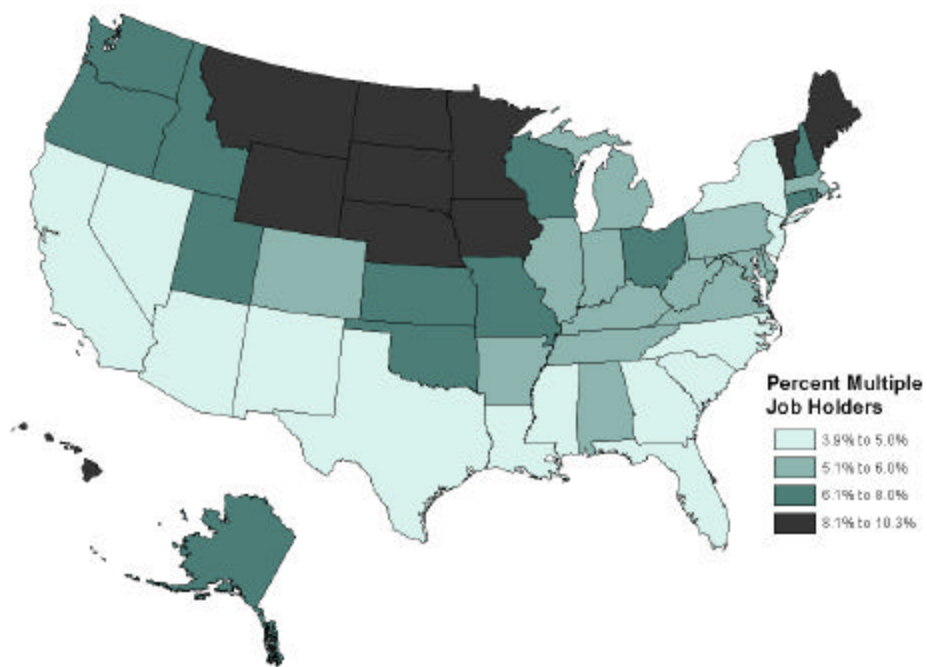 Percent Multiple
Job Holders
3.9% to 5.0%
5.1% to 6.0%
6.1% to 8.0%
8.1% to 10.3%